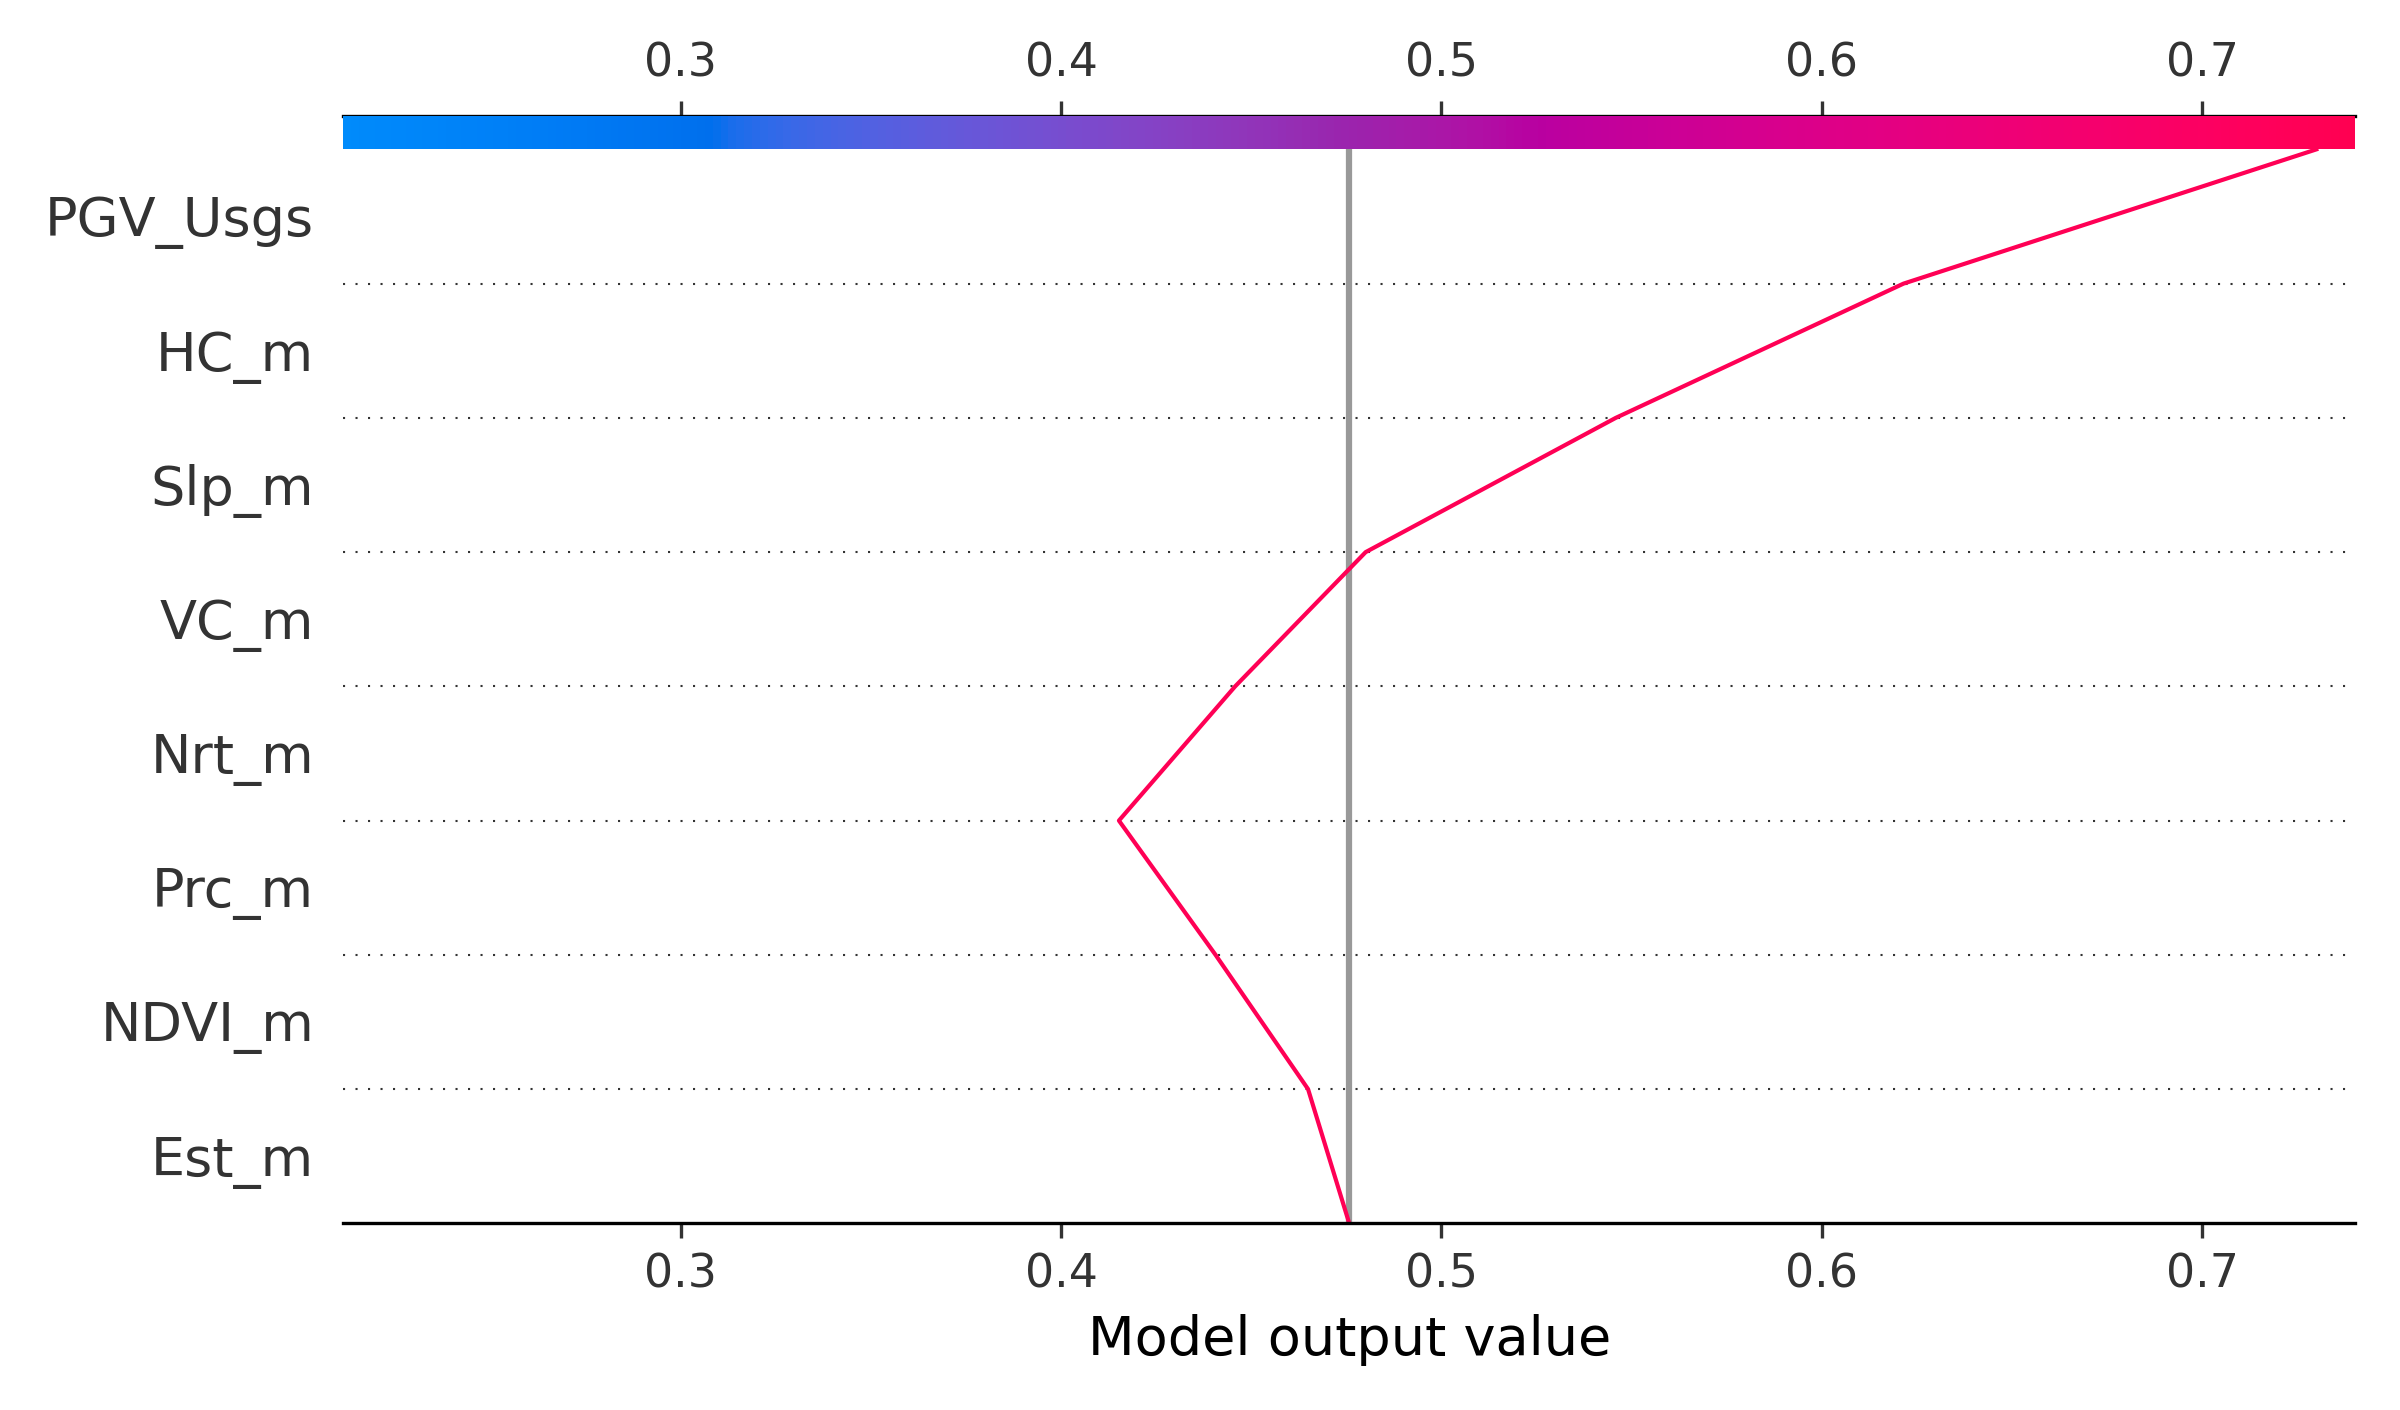 0.3 0.4 0.5 0.6 0.7
PGV_Usgs
HC_m
Slp_m
VC_m
Nrt_m
Prc_m
NDVI_m
Est_m
0.3 0.4 0.5 0.6 0.7
Model output value